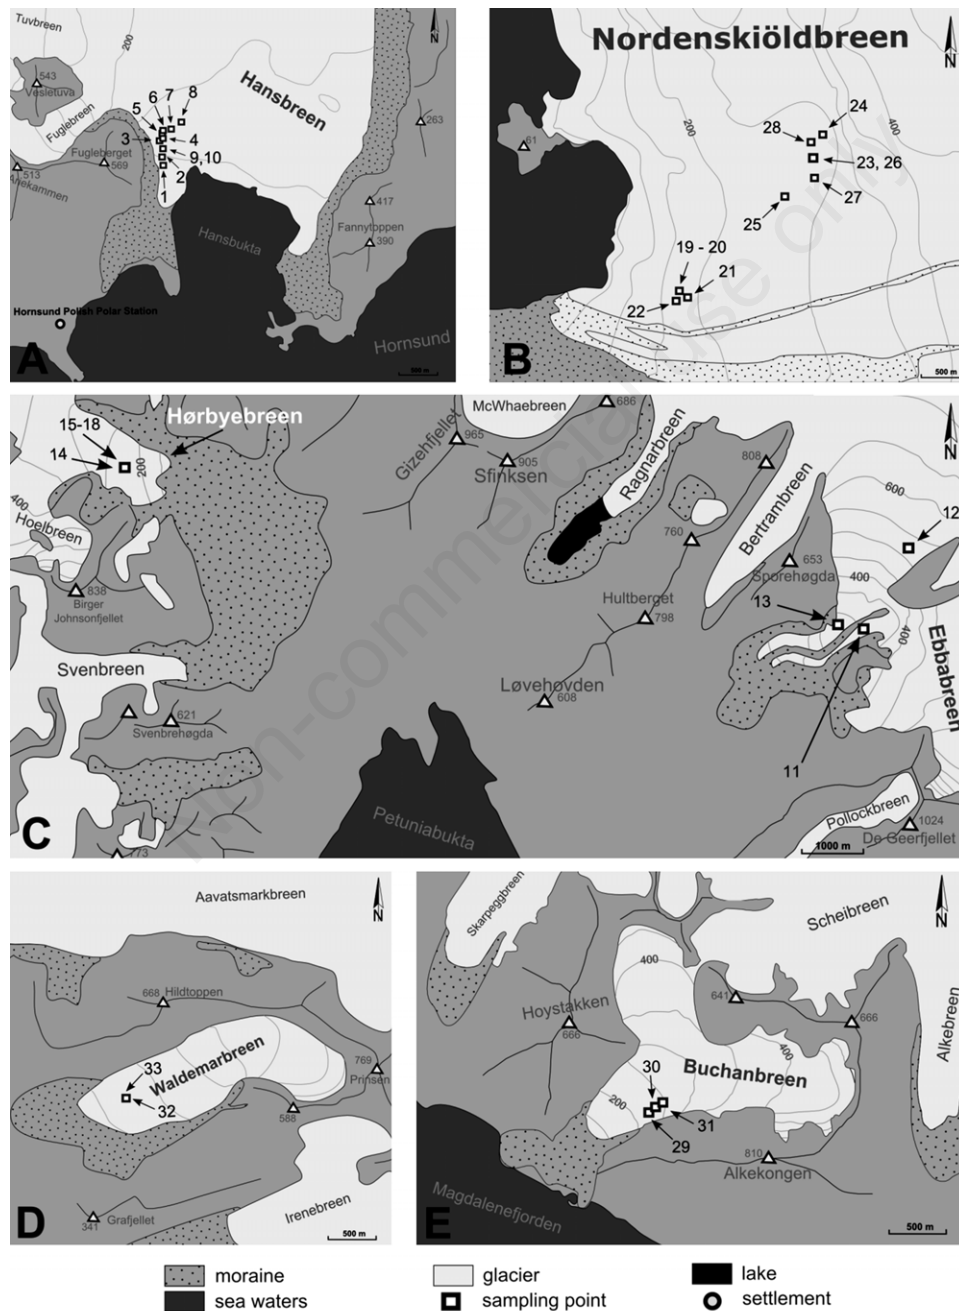 Tuvbreen
200
N
543
Vesletuva
Fuglebreen
Hansbreen
5
6
7
8
3
4
263
Fugleberget
569
9,10
513
Ariekammen
2
1
417
Hansbukta
Fannytoppen
390
Hornsund Polish Polar Station
Hornsund
A
500 m
Nordenskiöldbreen
N
24
400
28
200
61
23, 26
27
25
19 - 20
21
22
B
500 m
Hørbyebreen
McWhaebreen
686
N
15-18
965
14
200
Gizehfjellet
905
Sfinksen
Ragnarbreen
808
600
400
12
Hoelbreen
760
Bertrambreen
653
Sporehøgda
400
838
Birger
Johnsonfjellet
Hultberget
798
13
400
Ebbabreen
Svenbreen
Løvehovden
608
621
Svenbrehøgda
11
Petuniabukta
Pollockbreen
1024
De Geerfjellet
C
773
1000 m
Aavatsmarkbreen
N
668
Hildtoppen
33
Waldemarbreen
769
Prinsen
32
588
Grafjellet
341
Irenebreen
D
500 m
Skarpeggbreen
Scheibreen
N
400
Hoystakken
641
666
666
Alkebreen
30
400
Buchanbreen
200
31
29
810
Alkekongen
Magdalenefjorden
E
500 m
moraine
glacier
lake
sea waters
sampling point
settlement
Non-commercial use only